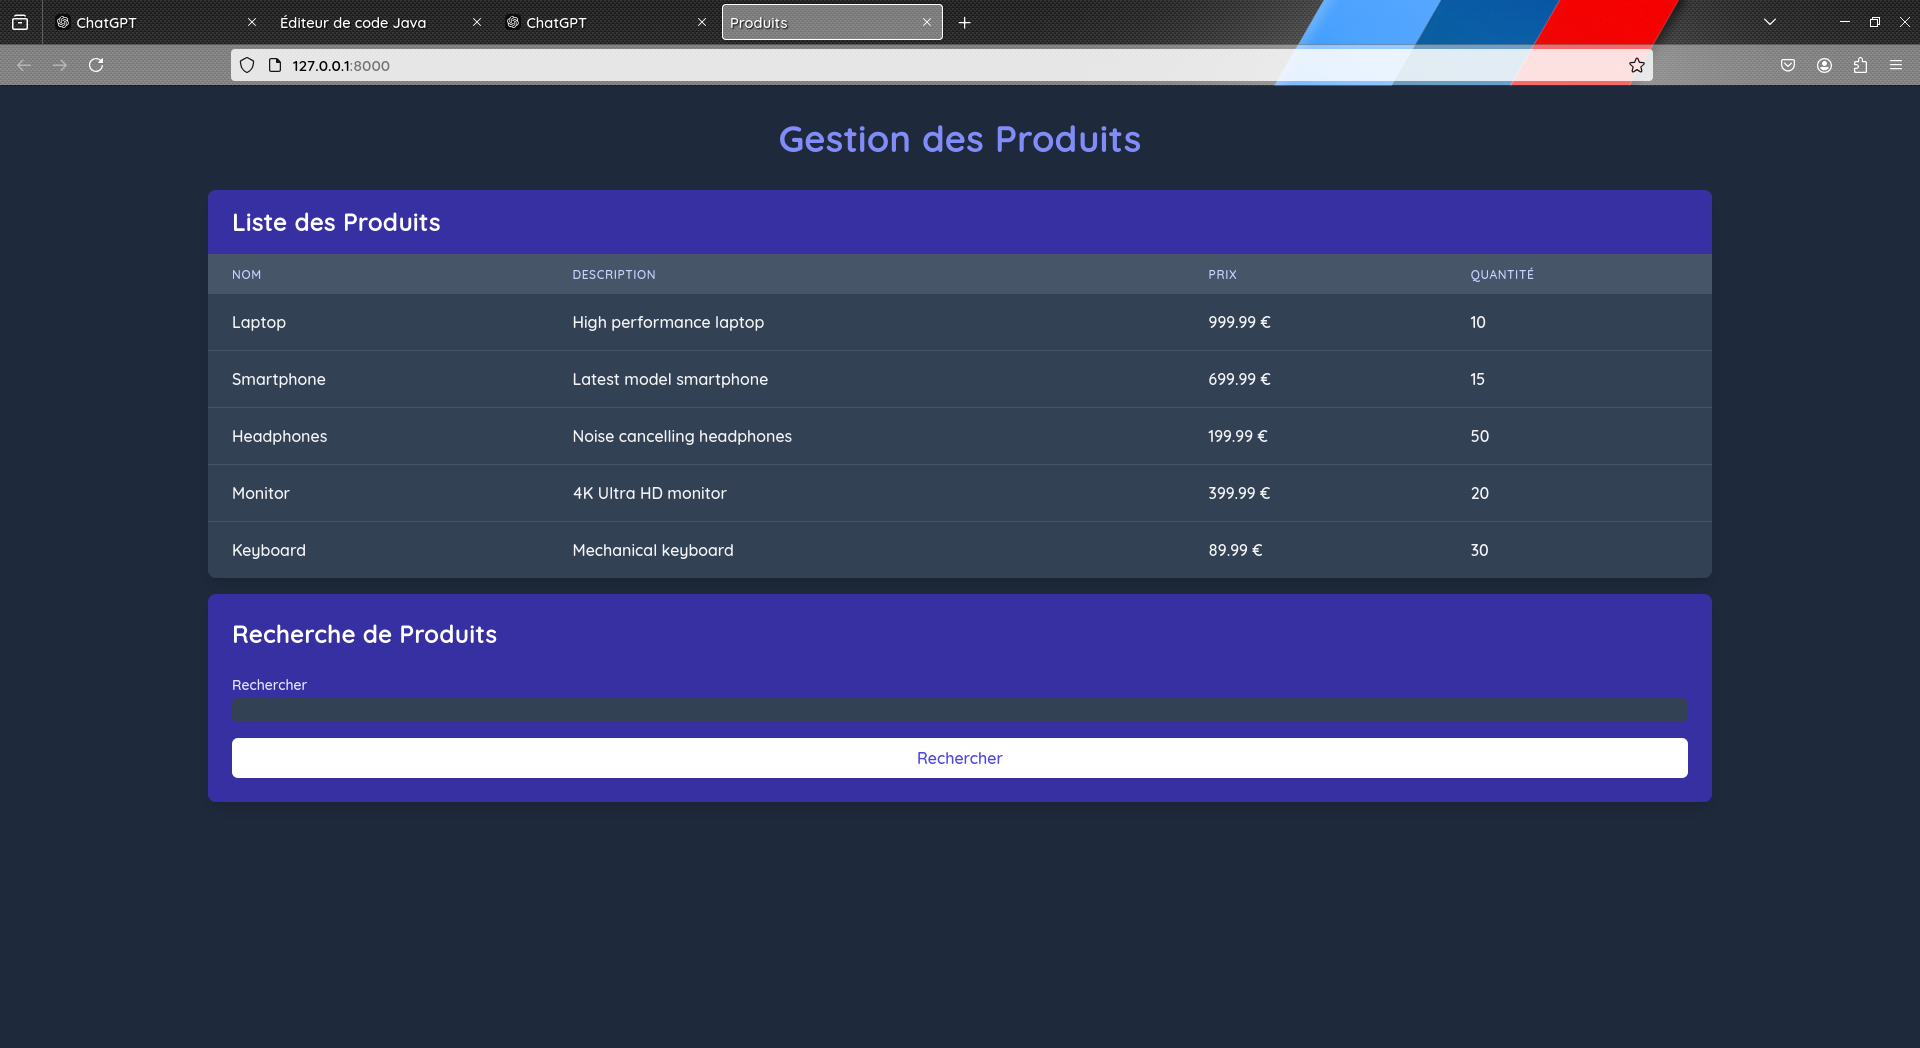 ChatGPT Éditeur de code Java ChatGPT Produits
127.0.0.1:8000
Gestion des Produits
Liste des Produits
NOM DESCRIPTION PRIX QUANTITÉ
Laptop High performance laptop 999.99 € 10
Smartphone Latest model smartphone 699.99 € 15
Headphones Noise cancelling headphones 199.99 € 50
Monitor 4K Ultra HD monitor 399.99 € 20
Keyboard Mechanical keyboard 89.99 € 30
Recherche de Produits
Rechercher
Rechercher